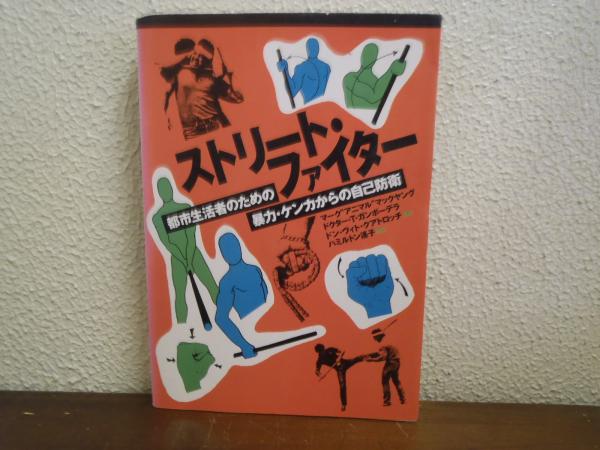 ストリート・
ファイター
都市生活者のための
暴力・ケンカからの自己防衛
マーク"アニマル"マックヤング
ドクター・T・ガンボーデラ
ドン・ヴィト・クアトロッチ
ハミルトン遙子